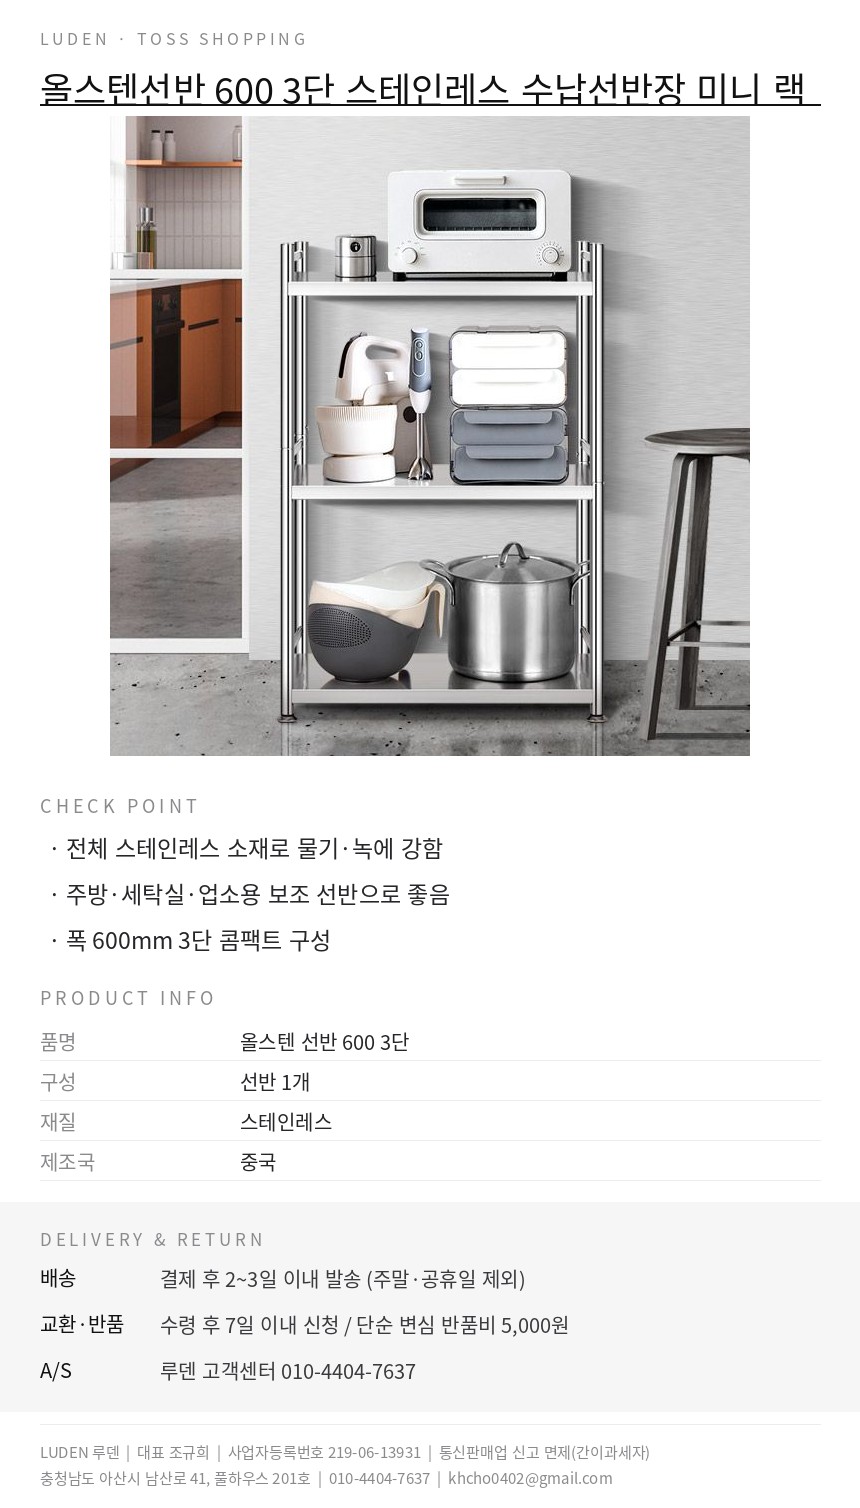 LUDEN · TOSS SHOPPING
올스텐선반 600 3단 스테인레스 수납선반장 미니 랙
CHECK POINT
· 전체 스테인레스 소재로 물기·녹에 강함
· 주방·세탁실·업소용 보조 선반으로 좋음
· 폭 600mm 3단 콤팩트 구성
PRODUCT INFO
품명 올스텐 선반 600 3단
구성 선반 1개
재질 스테인레스
제조국 중국
DELIVERY & RETURN
배송 결제 후 2~3일 이내 발송 (주말·공휴일 제외)
교환·반품 수령 후 7일 이내 신청 / 단순 변심 반품비 5,000원
A/S 루덴 고객센터 010-4404-7637
LUDEN 루덴 | 대표 조규희 | 사업자등록번호 219-06-13931 | 통신판매업 신고 면제(간이과세자)
충청남도 아산시 남산로 41, 풀하우스 201호 | 010-4404-7637 | khcho0402@gmail.com